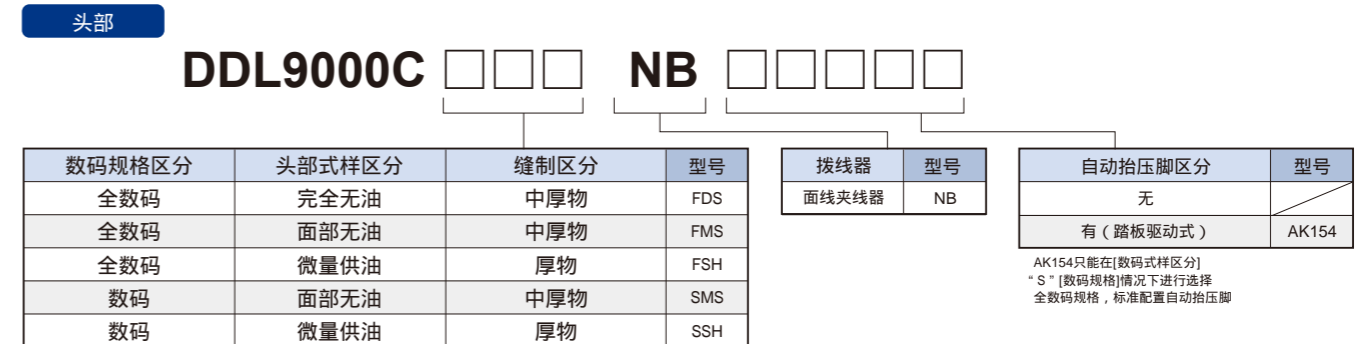 头部
DDL9000C □□□ NB □□□□□
数码规格区分 头部式样区分 缝制区分 型号
全数码 完全无油 中厚物 FDS
全数码 面部无油 中厚物 FMS
全数码 微量供油 厚物 FSH
数码 面部无油 中厚物 SMS
数码 微量供油 厚物 SSH
拨线器 型号
面线夹线器 NB
自动抬压脚区分 型号
无
有（踏板驱动式） AK154
AK154只能在[数码式样区分]
“S”[数码规格]情况下进行选择
全数码规格，标准配置自动抬压脚